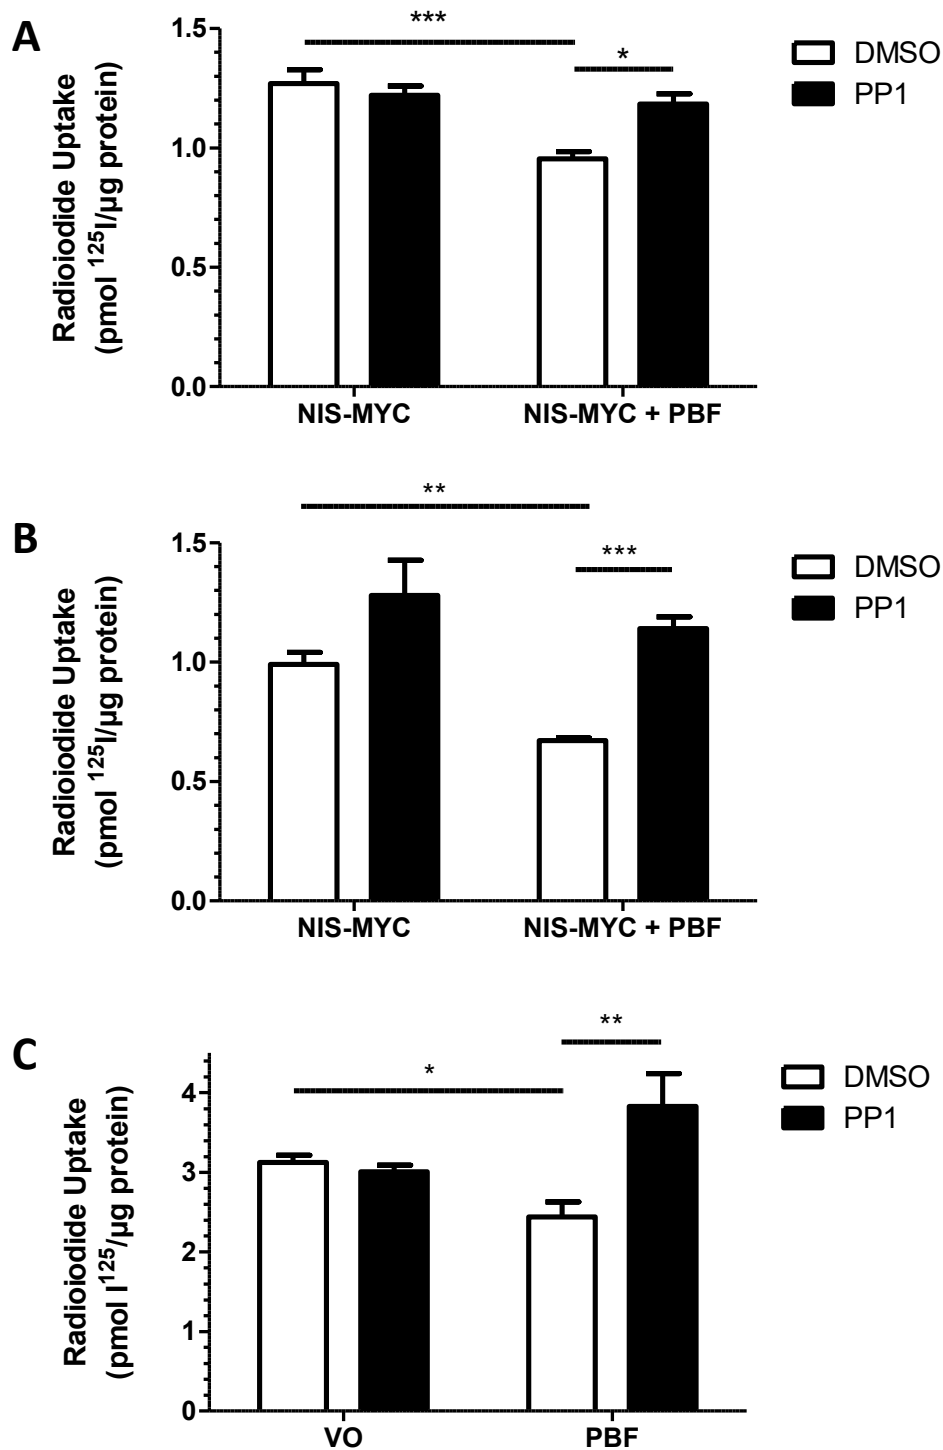 A
***
*
DMSO
PP1
Radioiodide Uptake
(pmol ¹²⁵I/µg protein)
1.5
1.0
0.5
0.0
NIS-MYC
NIS-MYC + PBF
B
**
***
DMSO
PP1
Radioiodide Uptake
(pmol ¹²⁵I/µg protein)
1.5
1.0
0.5
0.0
NIS-MYC
NIS-MYC + PBF
C
*
**
DMSO
PP1
Radioiodide Uptake
(pmol I¹²⁵/µg protein)
4
3
2
1
0
VO
PBF